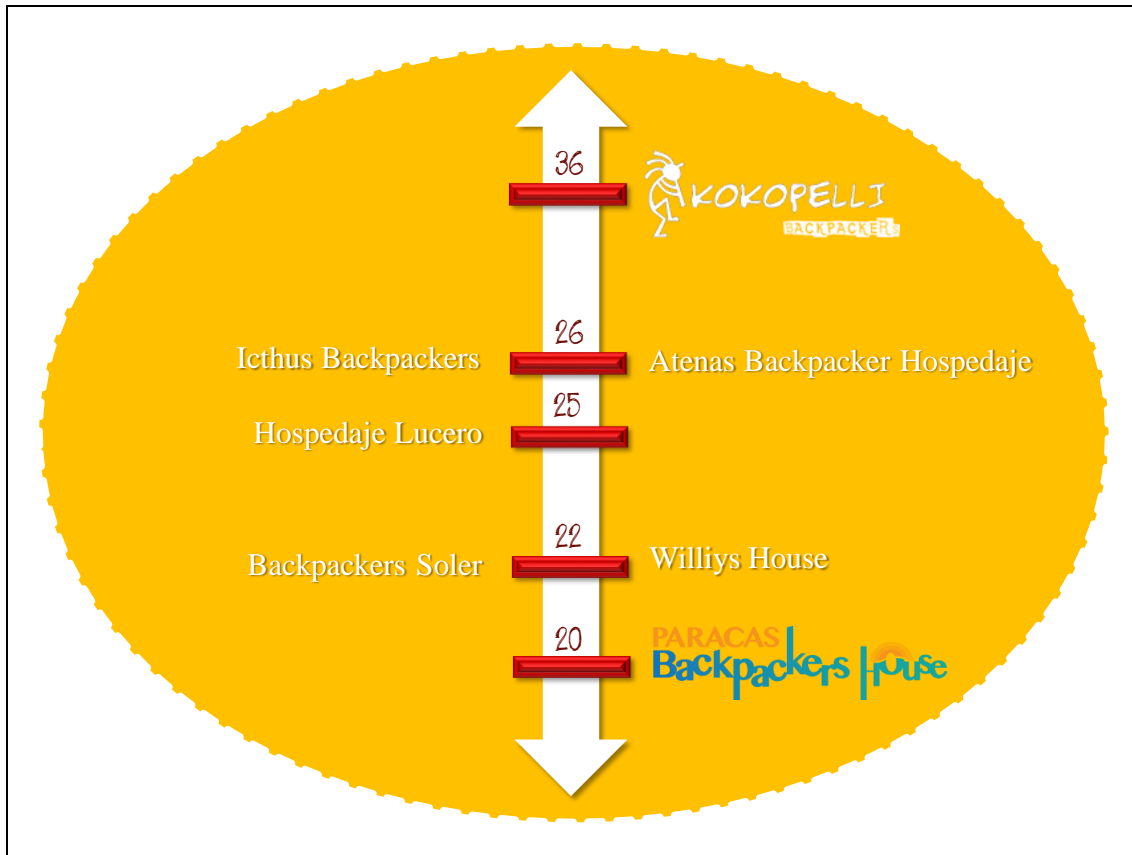 36
KOKOPELLI
BACKPACKERs
26
Icthus Backpackers
Atenas Backpacker Hospedaje
25
Hospedaje Lucero
22
Backpackers Soler
Williys House
20
PARACAS
Backpackers House